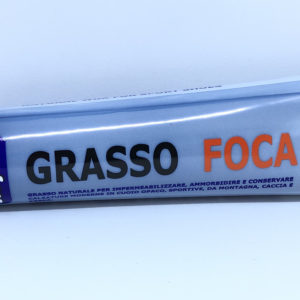 GRASSO FOCA
GRASSO NATURALE PER IMPERMEABILIZZARE, AMMORBIDIRE E CONSERVARE
CALZATURE MODERNE IN CUOIO OPACO, SPORTIVE, DA MONTAGNA, CACCIA E